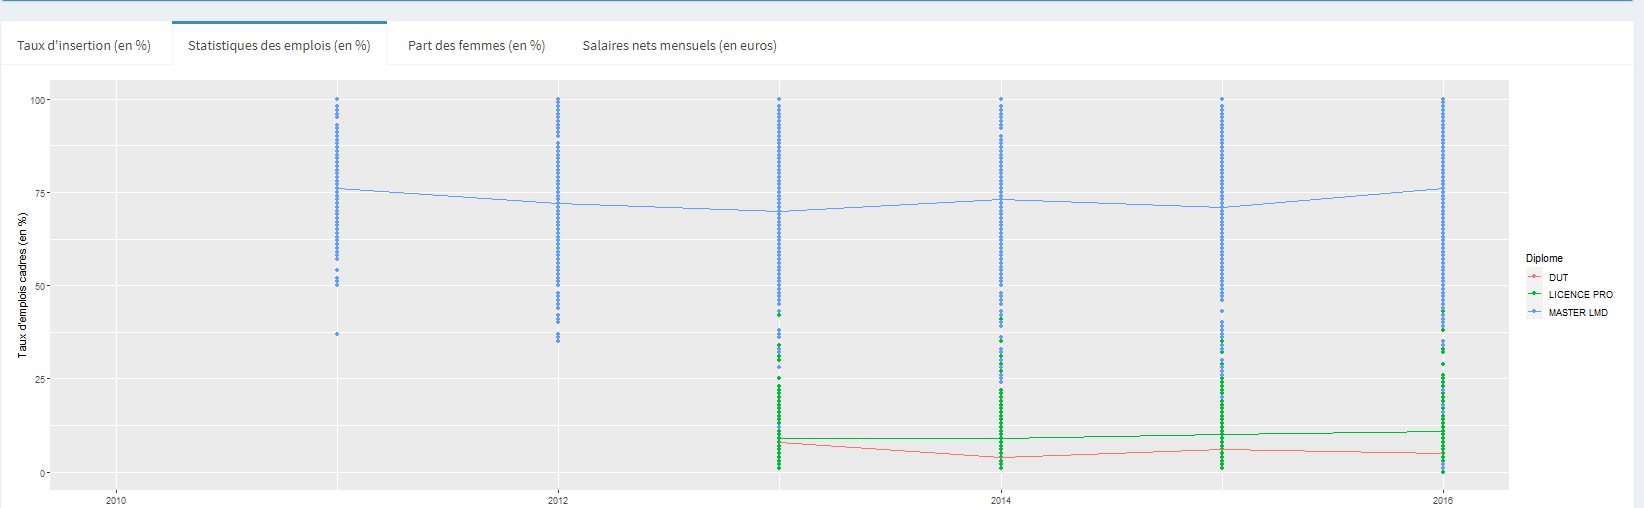 Taux d'insertion (en %)
Statistiques des emplois (en %)
Part des femmes (en %)
Salaires nets mensuels (en euros)
100
75
50
25
0
Taux d'emplois cadres (en %)
2010
2012
2014
2016
Diplome
DUT
LICENCE PRO
MASTER LMD